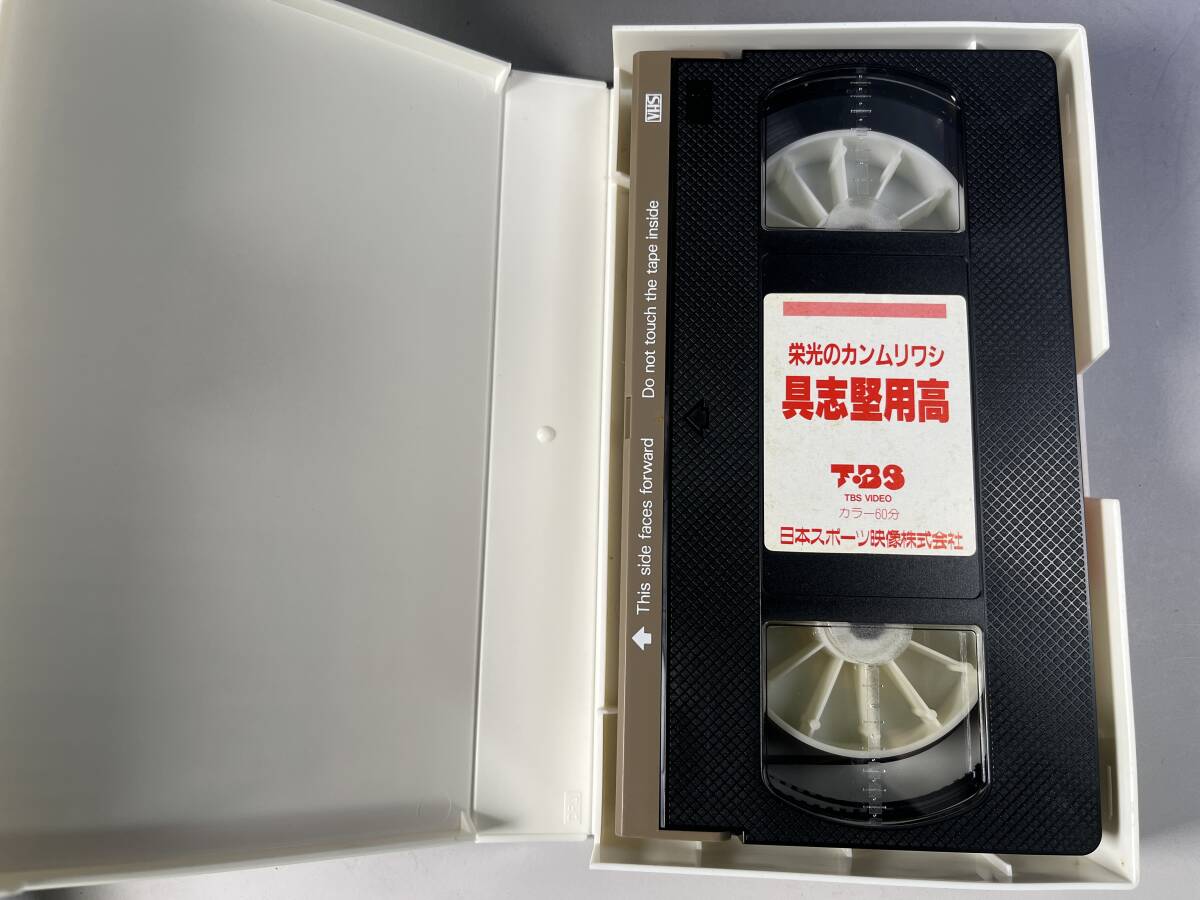 栄光のカンムリワシ
具志堅用高
TBS
TBS VIDEO
カラー60分
日本スポーツ映像株式会社
VHS
This side faces forward Do not touch the tape inside